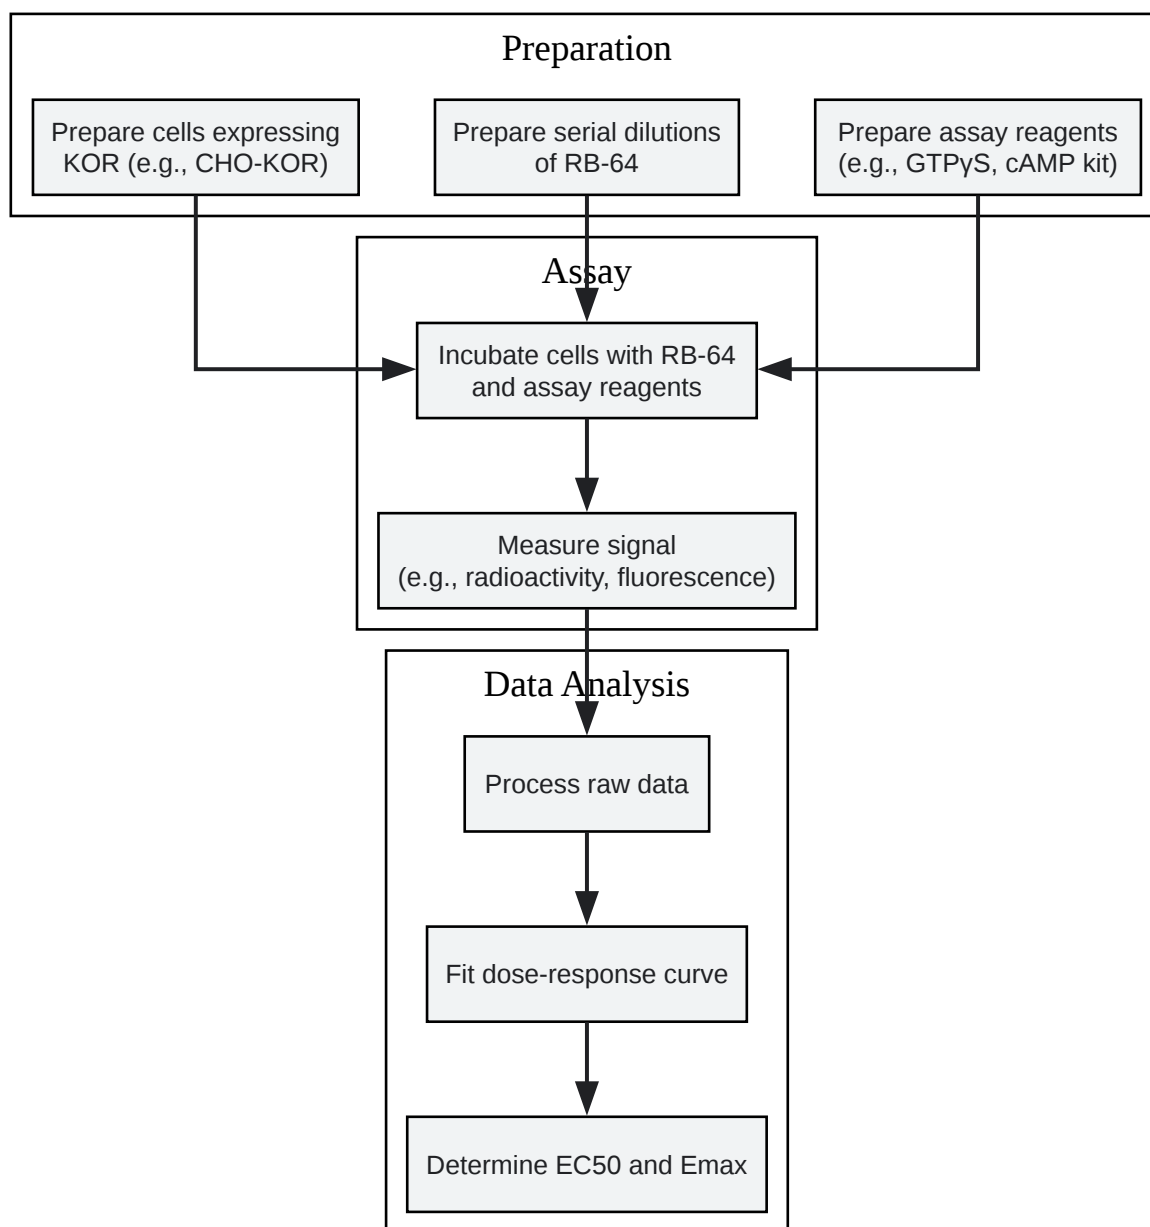 Preparation
Prepare cells expressing
KOR (e.g., CHO-KOR)
Prepare serial dilutions
of RB-64
Prepare assay reagents
(e.g., GTPγS, cAMP kit)
Assay
Incubate cells with RB-64
and assay reagents
Measure signal
(e.g., radioactivity, fluorescence)
Data Analysis
Process raw data
Fit dose-response curve
Determine EC50 and Emax